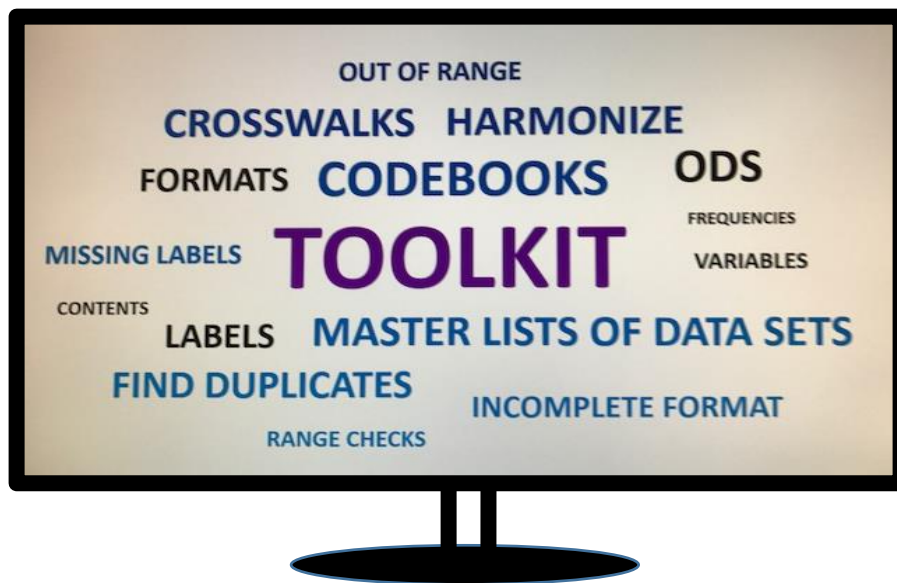 OUT OF RANGE
CROSSWALKS HARMONIZE
FORMATS CODEBOOKS ODS
FREQUENCIES
MISSING LABELS TOOLKIT VARIABLES
CONTENTS
LABELS MASTER LISTS OF DATA SETS
FIND DUPLICATES
INCOMPLETE FORMAT
RANGE CHECKS